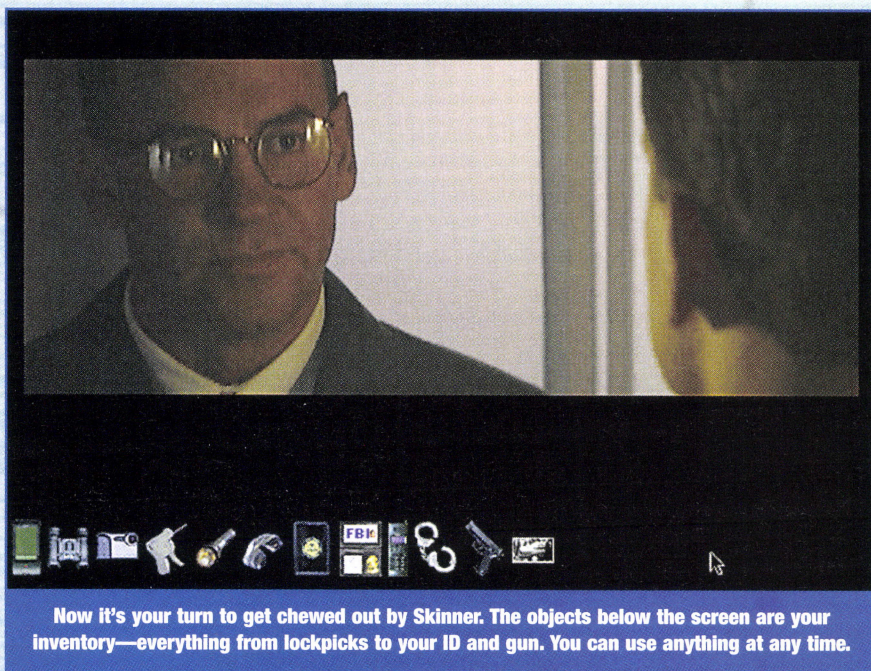 FBI
Now it's your turn to get chewed out by Skinner. The objects below the screen are your
inventory—everything from lockpicks to your ID and gun. You can use anything at any time.